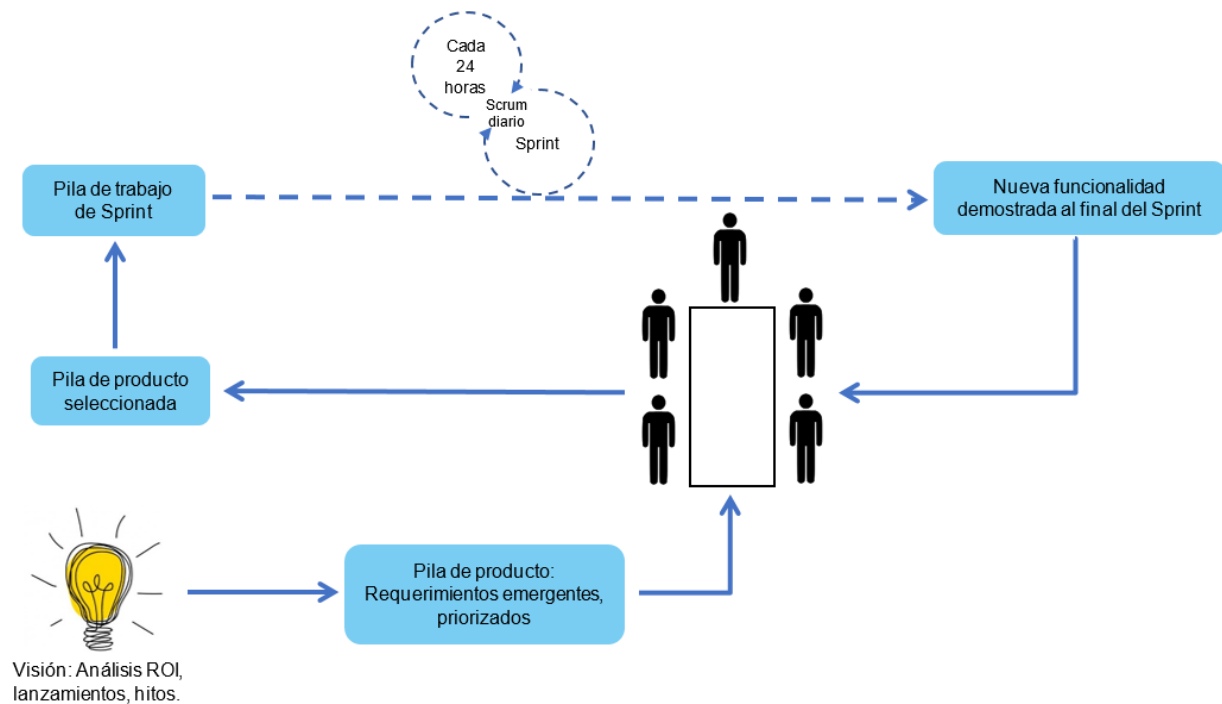 Cada
24
horas
Scrum
diario
Sprint
Pila de trabajo
de Sprint
Nueva funcionalidad
demostrada al final del Sprint
Pila de producto
seleccionada
Pila de producto:
Requerimientos emergentes,
priorizados
Visión: Análisis ROI,
lanzamientos, hitos.